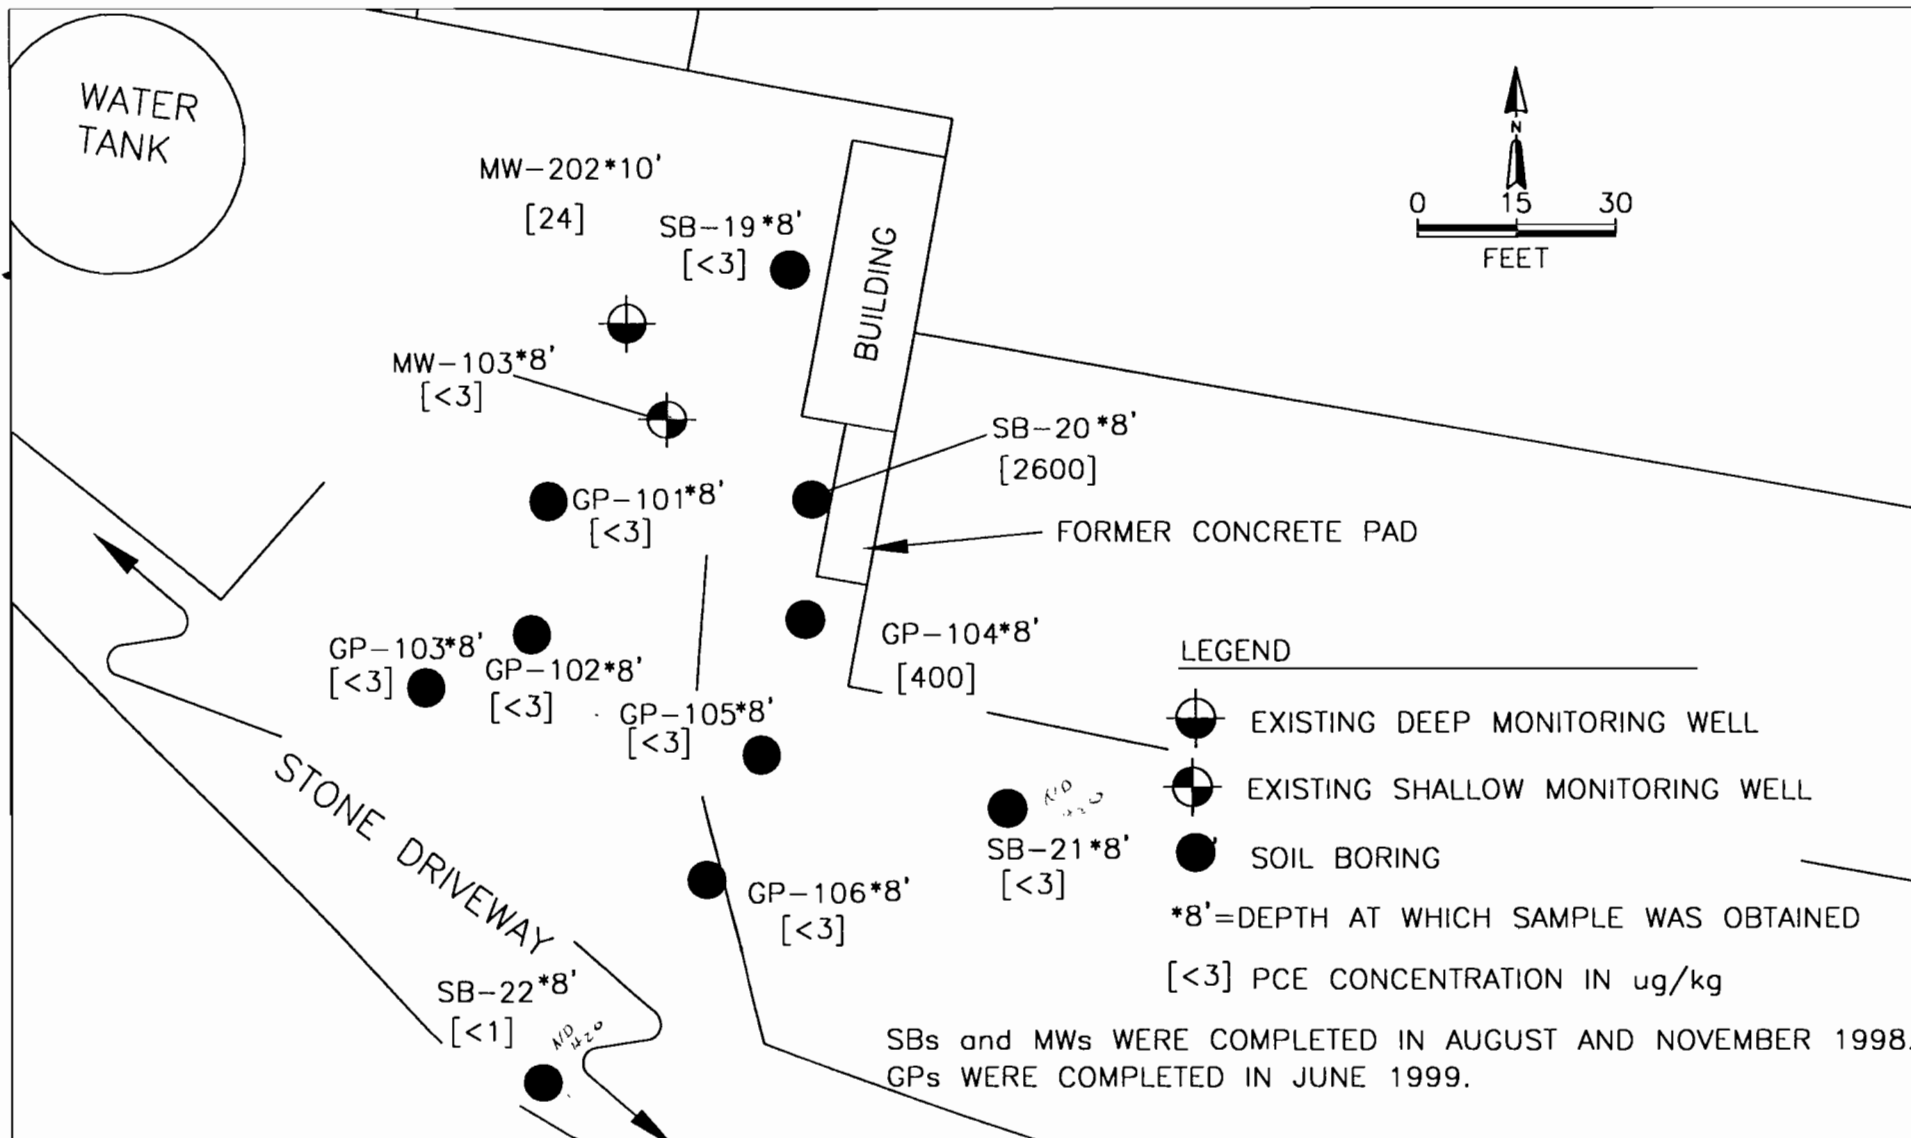 WATER
TANK
MW-202*10'
[24]
SB-19*8'
[<3]
BUILDING
N
0 15 30
FEET
MW-103*8'
[<3]
SB-20*8'
[2600]
GP-101*8'
[<3]
FORMER CONCRETE PAD
GP-103*8'
[<3]
GP-102*8'
[<3]
GP-104*8'
[400]
GP-105*8'
[<3]
STONE DRIVEWAY
ND
SB-21*8'
[<3]
GP-106*8'
[<3]
SB-22*8'
[<1]
ND
LEGEND
EXISTING DEEP MONITORING WELL
EXISTING SHALLOW MONITORING WELL
SOIL BORING
*8'=DEPTH AT WHICH SAMPLE WAS OBTAINED
[<3] PCE CONCENTRATION IN ug/kg
SBs and MWs WERE COMPLETED IN AUGUST AND NOVEMBER 1998.
GPs WERE COMPLETED IN JUNE 1999.